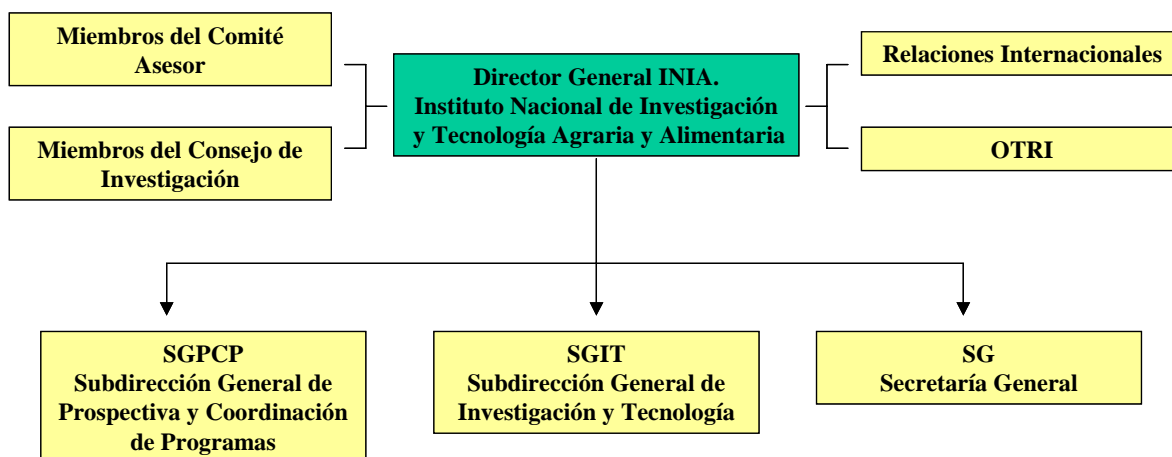 Miembros del Comité
Asesor
Miembros del Consejo de
Investigación
Director General INIA.
Instituto Nacional de Investigación
y Tecnología Agraria y Alimentaria
Relaciones Internacionales
OTRI
SGPCP
Subdirección General de
Prospectiva y Coordinación
de Programas
SGIT
Subdirección General de
Investigación y Tecnología
SG
Secretaría General